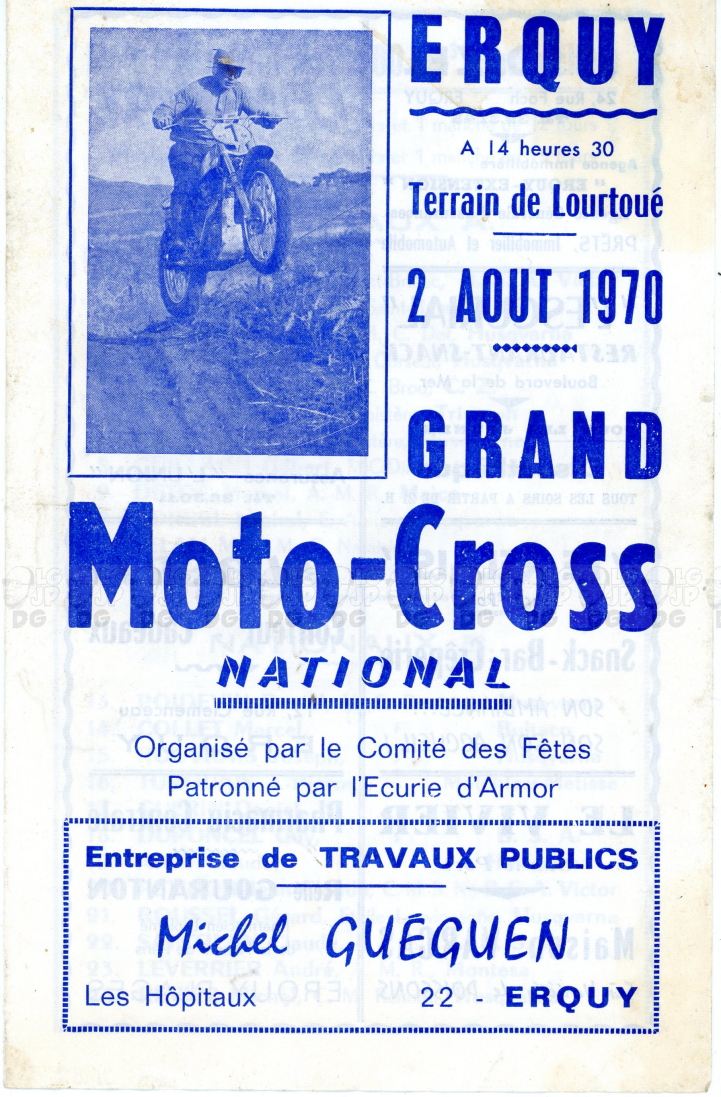 ERQUY
A 14 heures 30
Terrain de Lourtoué
2 AOUT 1970
GRAND
Moto-Cross
NATIONAL
Organisé par le Comité des Fêtes
Patronné par l'Ecurie d'Armor
Entreprise de TRAVAUX PUBLICS
Michel GUÉGUEN
Les Hôpitaux 22 - ERQUY